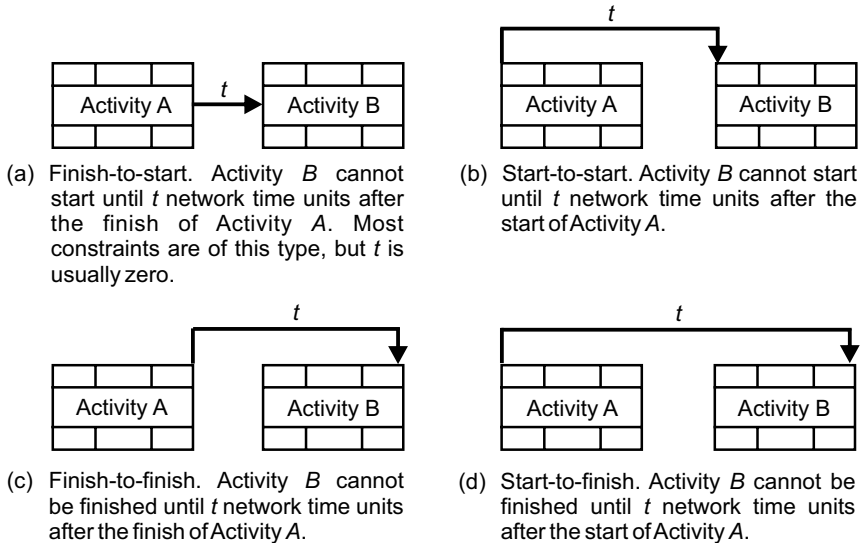 t
Activity A
Activity B
(a) Finish-to-start. Activity B cannot
start until t network time units after
the finish of Activity A. Most
constraints are of this type, but t is
usually zero.
t
Activity A
Activity B
(b) Start-to-start. Activity B cannot start
until t network time units after the
start of Activity A.
t
Activity A
Activity B
(c) Finish-to-finish. Activity B cannot
be finished until t network time units
after the finish of Activity A.
t
Activity A
Activity B
(d) Start-to-finish. Activity B cannot be
finished until t network time units
after the start of Activity A.